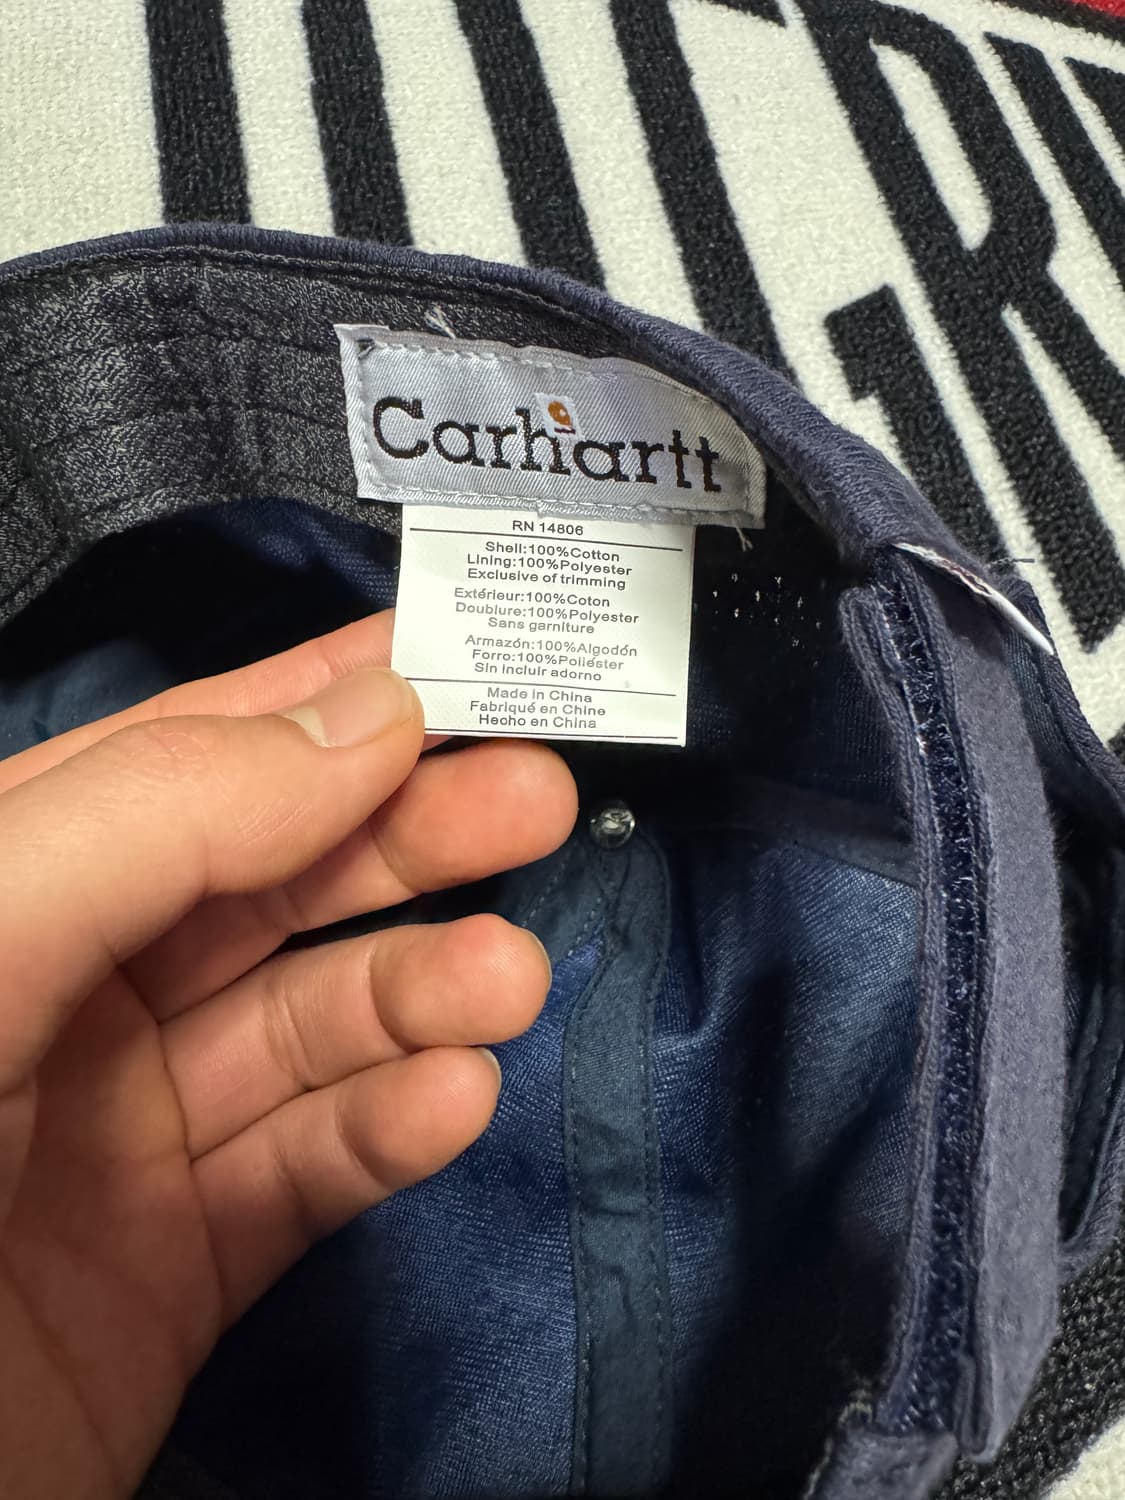 Carhartt
RN 14806
Shell:100%Cotton
Lining:100%Polyester
Exclusive of trimming
Extérieur:100%Coton
Doublure:100%Polyester
Sans garniture
Armazón:100%Algodón
Forro:100%Poliéster
Sin incluir adorno
Made in China
Fabriqué en Chine
Hecho en China